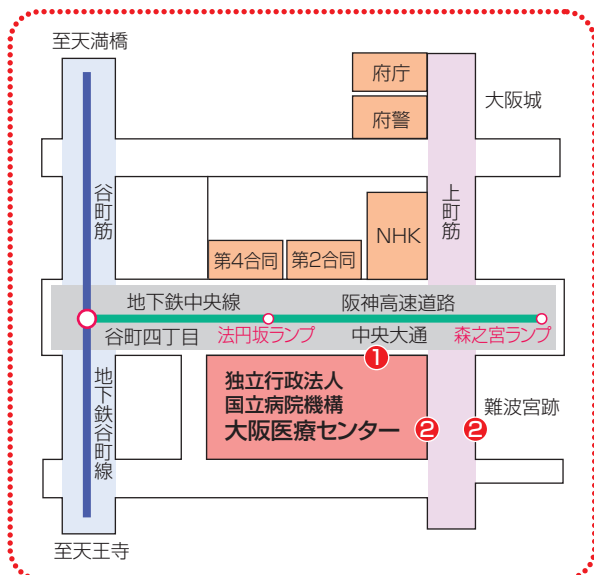 至天満橋
府庁
府警
大阪城
谷町筋
上町筋
NHK
第4合同
第2合同
地下鉄中央線
阪神高速道路
谷町四丁目
法円坂ランプ
中央大通
森之宮ランプ
1
独立行政法人
国立病院機構
大阪医療センター
2
2
難波宮跡
地下鉄谷町線
至天王寺